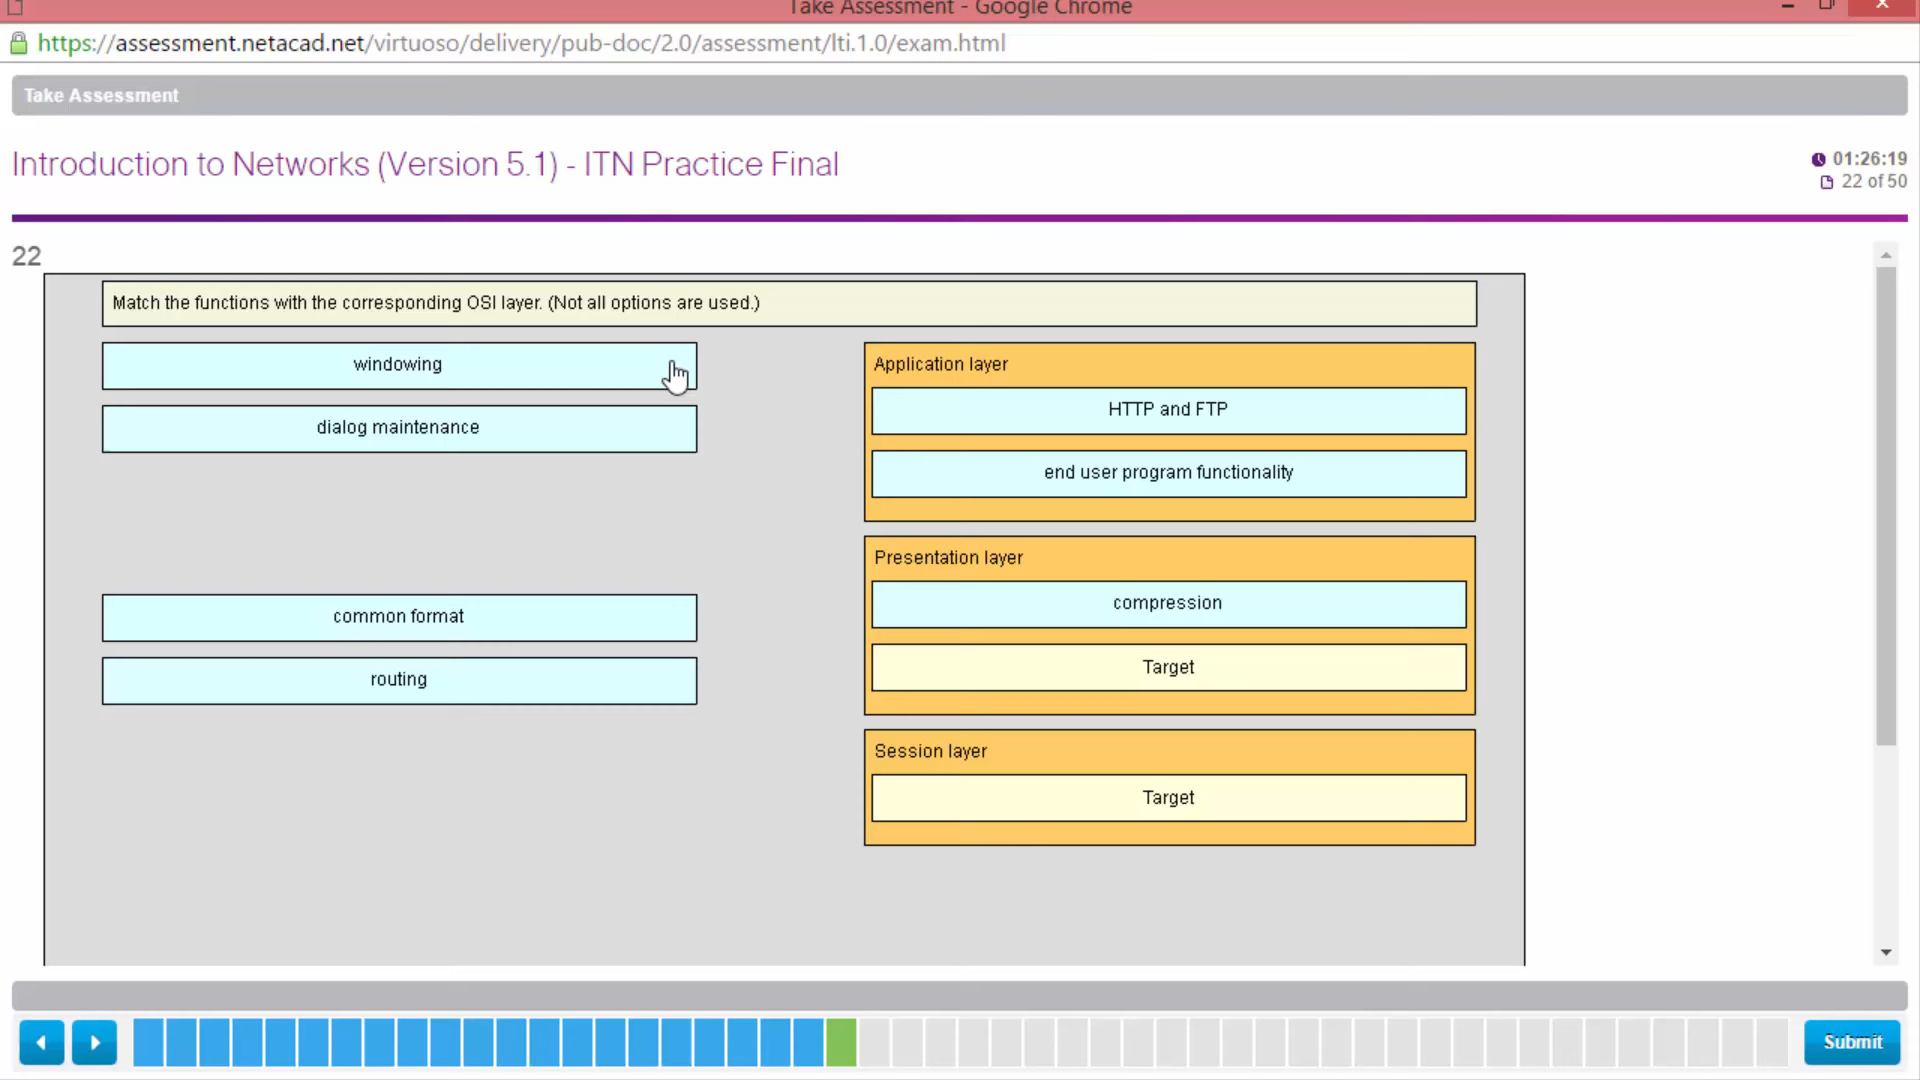 Take Assessment - Google Chrome
https://assessment.netacad.net/virtuoso/delivery/pub-doc/2.0/assessment/lti.1.0/exam.html
Take Assessment
Introduction to Networks (Version 5.1) - ITN Practice Final
01:26:19
22 of 50
22
Match the functions with the corresponding OSI layer. (Not all options are used.)
windowing
dialog maintenance
common format
routing
Application layer
HTTP and FTP
end user program functionality
Presentation layer
compression
Target
Session layer
Target
Submit